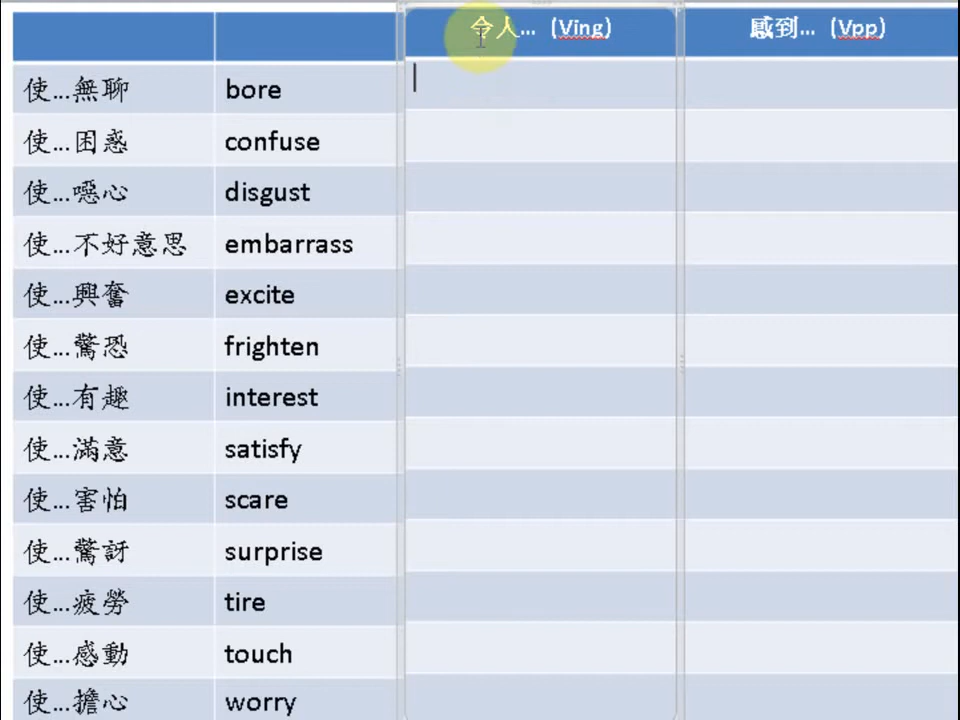 令人... (Ving) 感到... (Vpp)
使...無聊 bore
使...困惑 confuse
使...噁心 disgust
使...不好意思 embarrass
使...興奮 excite
使...驚恐 frighten
使...有趣 interest
使...滿意 satisfy
使...害怕 scare
使...驚訝 surprise
使...疲勞 tire
使...感動 touch
使...擔心 worry